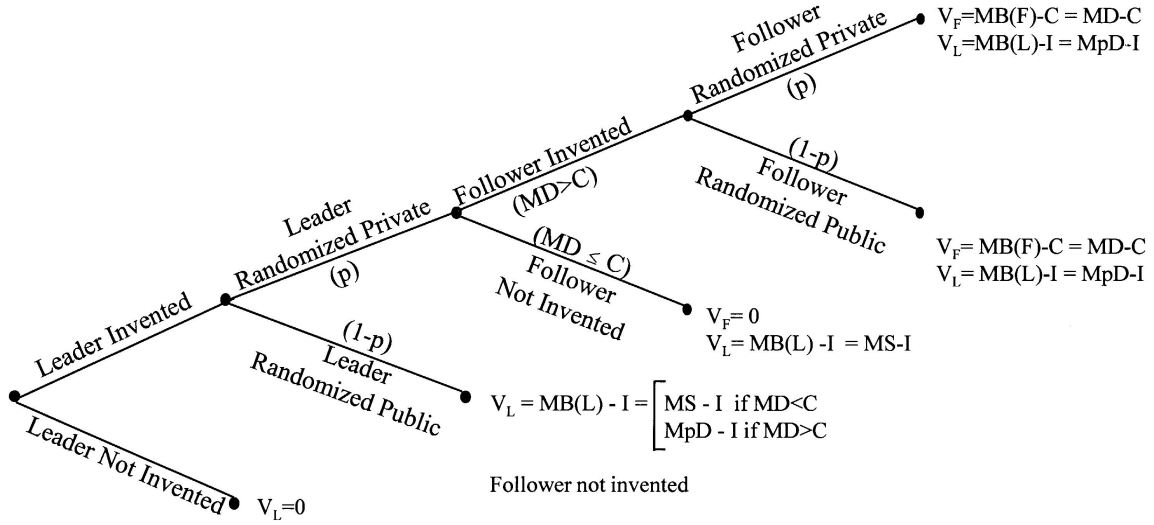 Follower
Randomized Private
(p)
V_F=MB(F)-C = MD-C
V_L=MB(L)-I = MpD-I
(1-p)
Follower
Randomized Public
V_F= MB(F)-C = MD-C
V_L= MB(L)-I = MpD-I
Follower Invented
(MD>C)
(MD ≤ C)
Follower
Not Invented
V_F= 0
V_L= MB(L) -I = MS-I
Leader
Randomized Private
(p)
(1-p)
Leader
Randomized Public
V_L = MB(L) - I = [MS - I if MD<C
MpD - I if MD>C
Follower not invented
Leader Invented
Leader Not Invented
V_L=0